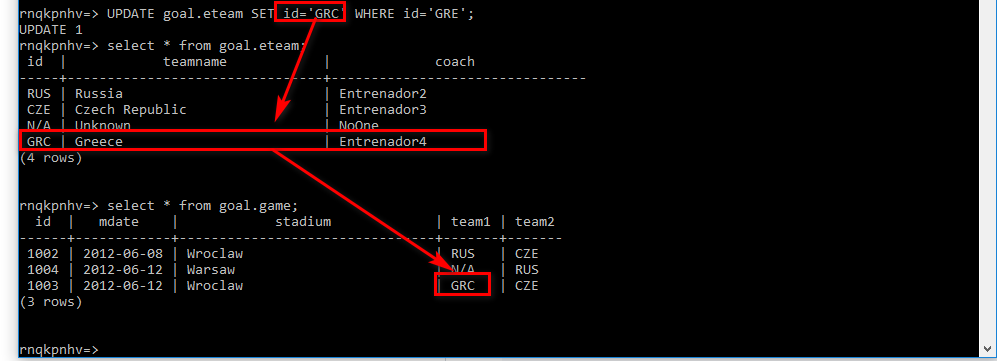 rnqkpnhv=> UPDATE goal.eteam SET id='GRC' WHERE id='GRE';
UPDATE 1
rnqkpnhv=> select * from goal.eteam;
 id  |            teamname            |             coach
-----+--------------------------------+--------------------------------
 RUS | Russia                         | Entrenador2
 CZE | Czech Republic                 | Entrenador3
 N/A | Unknown                        | NoOne
 GRC | Greece                         | Entrenador4
(4 rows)
rnqkpnhv=> select * from goal.game;
  id  |   mdate    |            stadium             | team1 | team2
------+------------+--------------------------------+-------+-------
 1002 | 2012-06-08 | Wroclaw                        | RUS   | CZE
 1004 | 2012-06-12 | Warsaw                         | N/A   | RUS
 1003 | 2012-06-12 | Wroclaw                        | GRC   | CZE
(3 rows)
rnqkpnhv=>